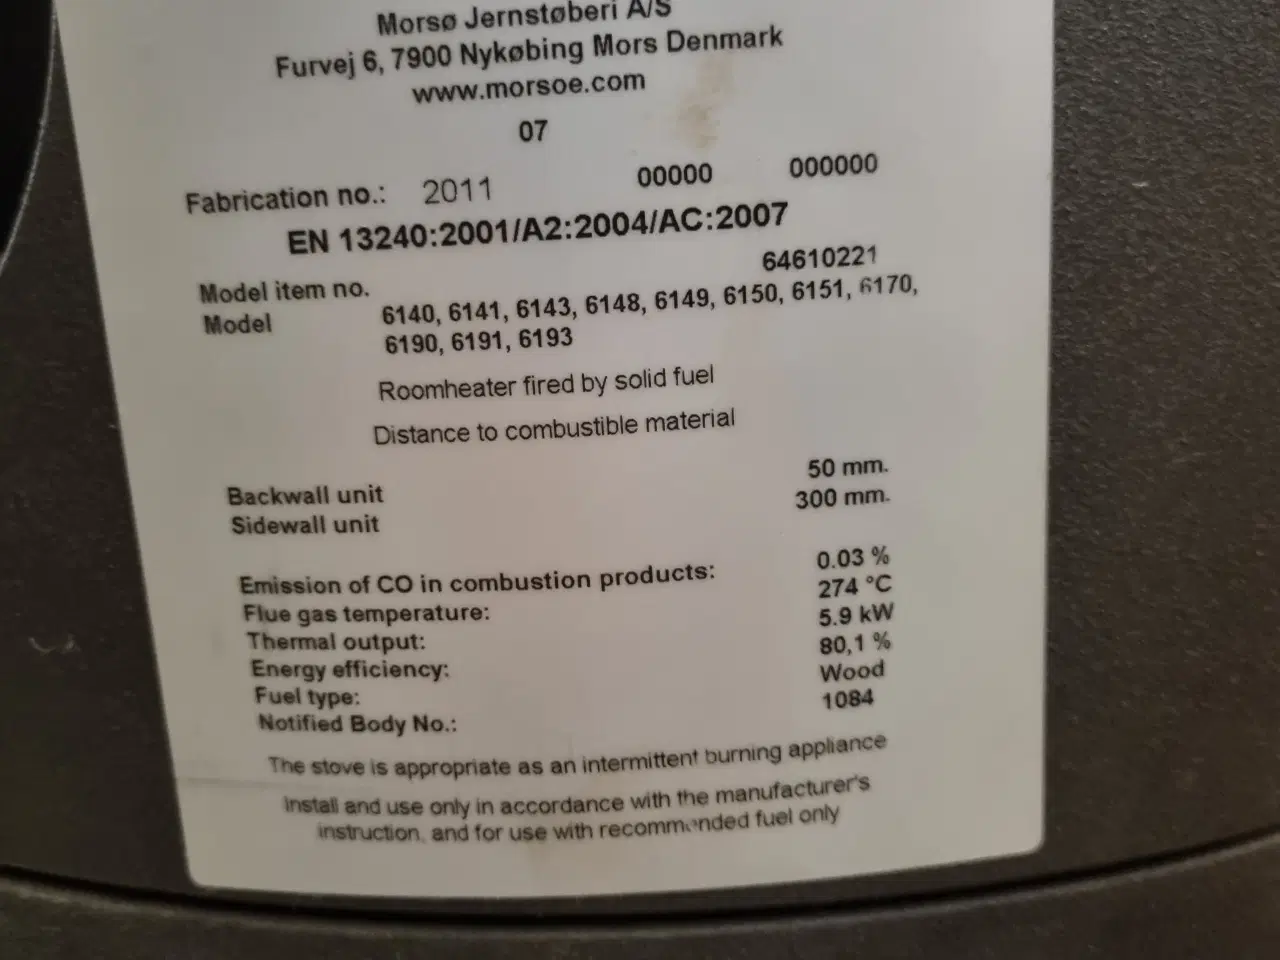 Morsø Jernstøberi A/S
Furvej 6, 7900 Nykøbing Mors Denmark
www.morsoe.com
07
Fabrication no.: 2011 00000 000000
EN 13240:2001/A2:2004/AC:2007
Model item no. 64610221
Model 6140, 6141, 6143, 6148, 6149, 6150, 6151, 6170,
6190, 6191, 6193
Roomheater fired by solid fuel
Distance to combustible material
Backwall unit 50 mm.
Sidewall unit 300 mm.
Emission of CO in combustion products: 0.03 %
Flue gas temperature: 274 °C
Thermal output: 5.9 kW
Energy efficiency: 80,1 %
Fuel type: Wood
Notified Body No.: 1084
The stove is appropriate as an intermittent burning appliance
Install and use only in accordance with the manufacturer's
instruction, and for use with recommended fuel only